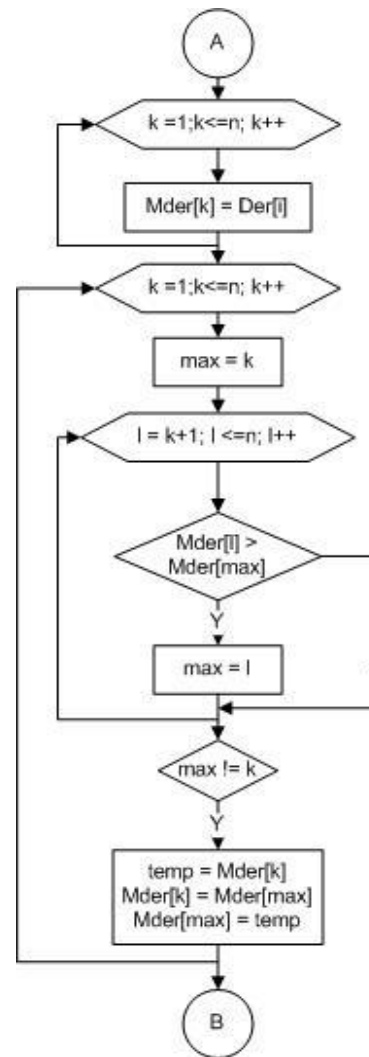 A
k =1;k<=n; k++
Mder[k] = Der[i]
k =1;k<=n; k++
max = k
l = k+1; l <=n; l++
Mder[l] >
Mder[max]
Y
max = l
max != k
Y
temp = Mder[k]
Mder[k] = Mder[max]
Mder[max] = temp
B